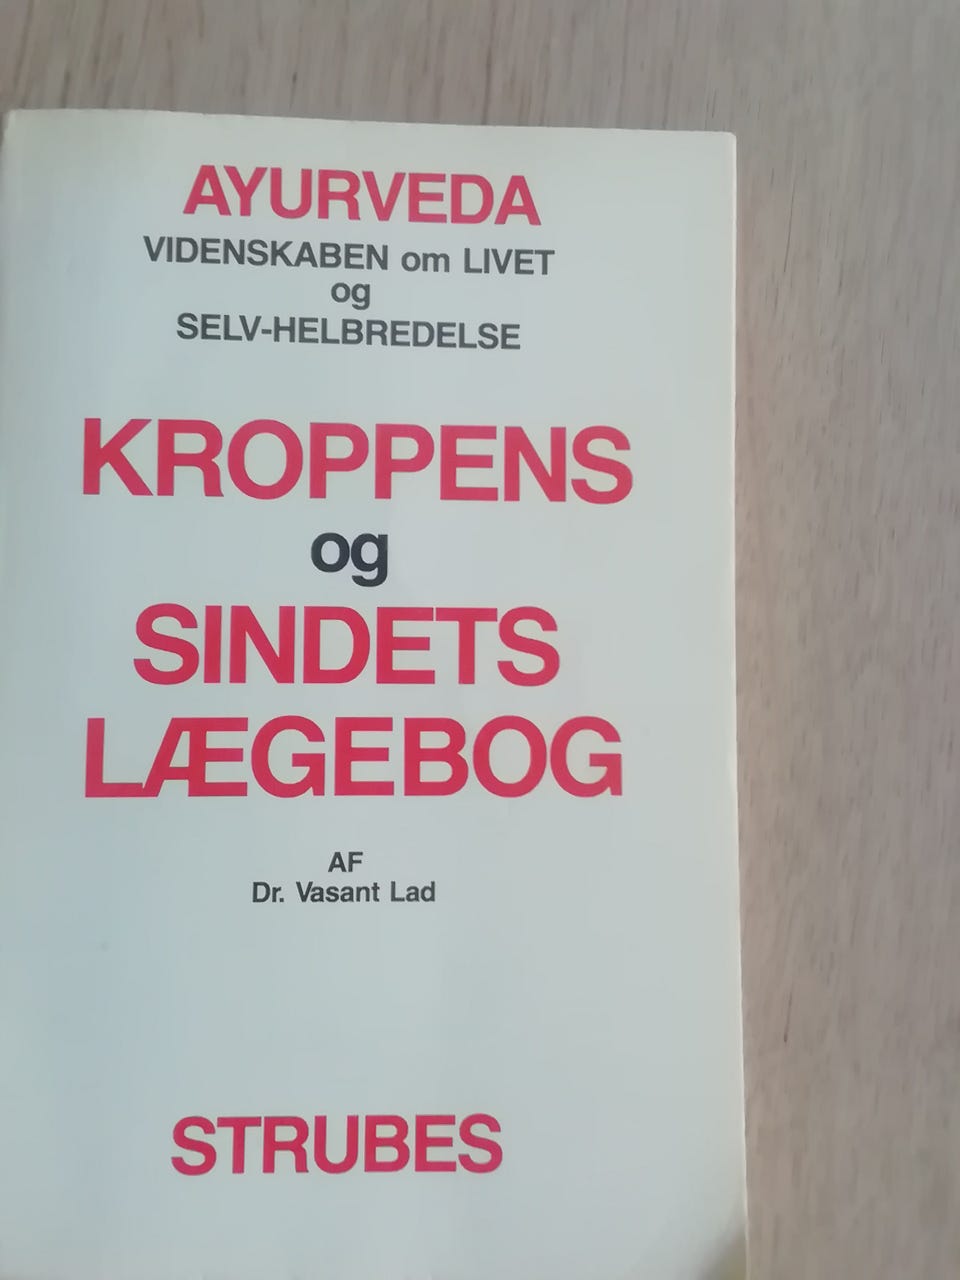 AYURVEDA
VIDENSKABEN om LIVET
og
SELV-HELBREDELSE
KROPPENS
og
SINDETS
LÆGEBOG
AF
Dr. Vasant Lad
STRUBES